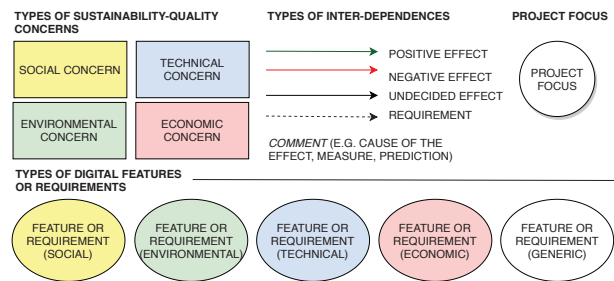 TYPES OF SUSTAINABILITY-QUALITY
CONCERNS
SOCIAL CONCERN
TECHNICAL
CONCERN
ENVIRONMENTAL
CONCERN
ECONOMIC
CONCERN
TYPES OF INTER-DEPENDENCES
POSITIVE EFFECT
NEGATIVE EFFECT
UNDECIDED EFFECT
REQUIREMENT
COMMENT (E.G. CAUSE OF THE
EFFECT, MEASURE, PREDICTION)
PROJECT FOCUS
PROJECT
FOCUS
TYPES OF DIGITAL FEATURES
OR REQUIREMENTS
FEATURE OR
REQUIREMENT
(SOCIAL)
FEATURE OR
REQUIREMENT
(ENVIRONMENTAL)
FEATURE OR
REQUIREMENT
(TECHNICAL)
FEATURE OR
REQUIREMENT
(ECONOMIC)
FEATURE OR
REQUIREMENT
(GENERIC)